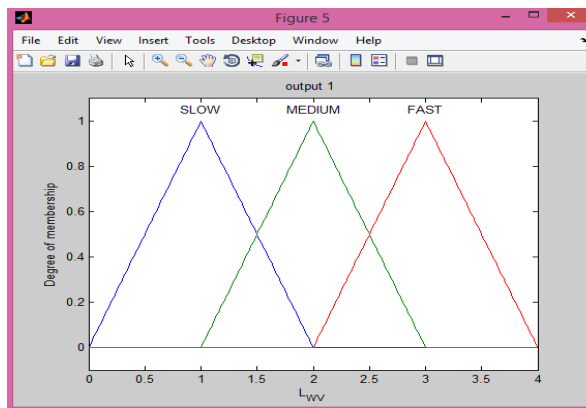 Figure 5
File Edit View Insert Tools Desktop Window Help
output 1
SLOW MEDIUM FAST
Degree of membership
1
0.8
0.6
0.4
0.2
0
0 0.5 1 1.5 2 2.5 3 3.5 4
L_WV